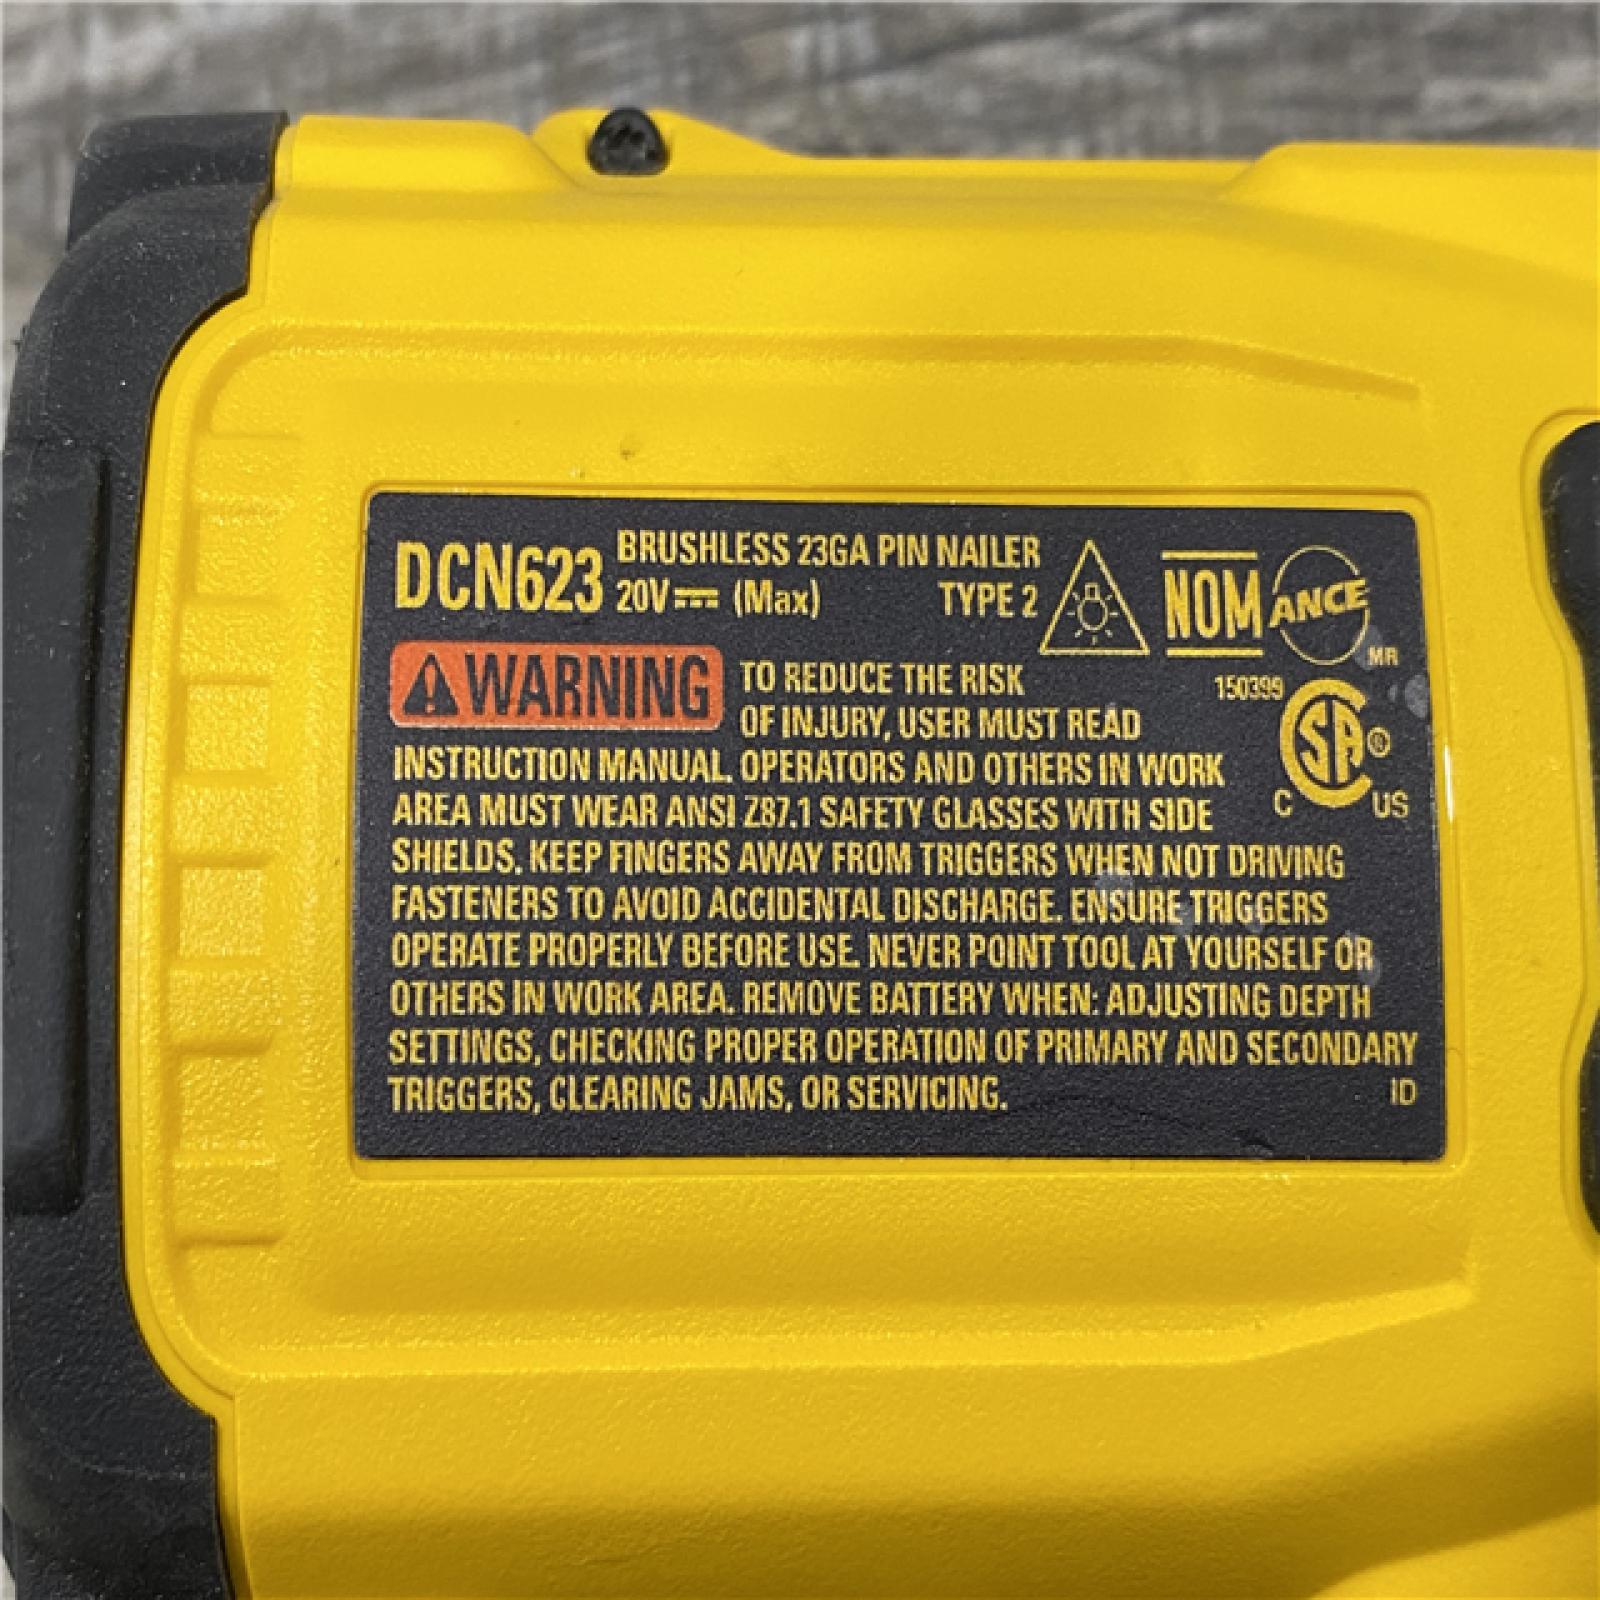 DCN623 BRUSHLESS 23GA PIN NAILER
20V (Max) TYPE 2
NOM ANCE
MR
WARNING TO REDUCE THE RISK
150399
OF INJURY, USER MUST READ
SA ®
C US
INSTRUCTION MANUAL. OPERATORS AND OTHERS IN WORK
AREA MUST WEAR ANSI Z87.1 SAFETY GLASSES WITH SIDE
SHIELDS. KEEP FINGERS AWAY FROM TRIGGERS WHEN NOT DRIVING
FASTENERS TO AVOID ACCIDENTAL DISCHARGE. ENSURE TRIGGERS
OPERATE PROPERLY BEFORE USE. NEVER POINT TOOL AT YOURSELF OR
OTHERS IN WORK AREA. REMOVE BATTERY WHEN: ADJUSTING DEPTH
SETTINGS, CHECKING PROPER OPERATION OF PRIMARY AND SECONDARY
TRIGGERS, CLEARING JAMS, OR SERVICING.
ID